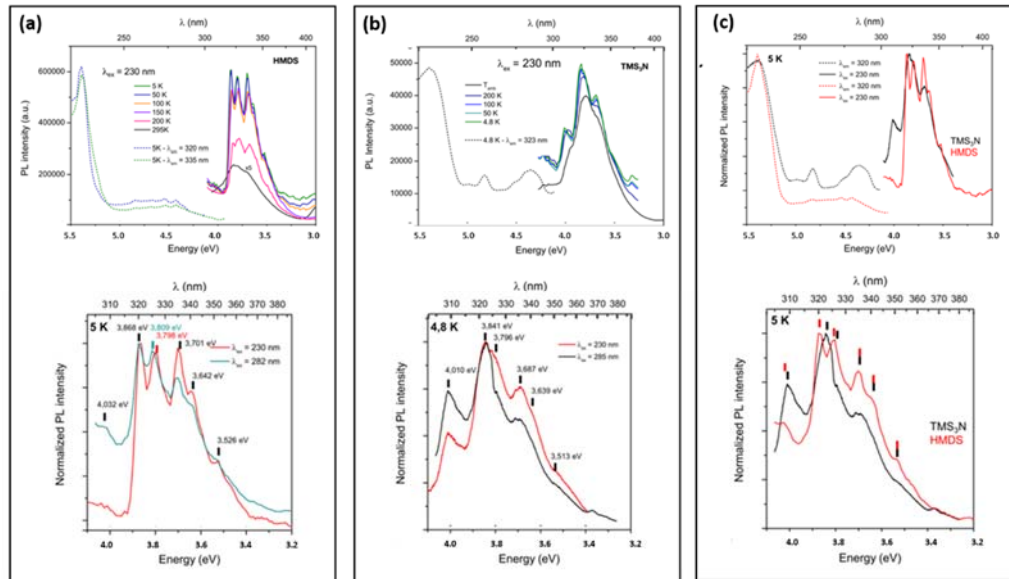 (a)
λ (nm)
250 300 350 400
HMDS
λex = 230 nm
5 K
50 K
100 K
150 K
200 K
295K
5K - λem = 320 nm
5K - λem = 335 nm
x5
600000
400000
200000
0
PL intensity (a.u.)
5.5 5.0 4.5 4.0 3.5 3.0
Energy (eV)
λ (nm)
310 320 330 340 350 360 370 380
5 K
3,868 eV
3,809 eV
3,798 eV
3,701 eV
3,642 eV
4,032 eV
3,526 eV
λex = 230 nm
λex = 282 nm
Normalized PL intensity
4.0 3.8 3.6 3.4 3.2
Energy (eV)
(b)
λ (nm)
250 300 350 400
λex = 230 nm
TMS3N
200 K
100 K
50 K
4.8 K
4.8 K - λem = 323 nm
50000
40000
30000
20000
10000
PL Intensity (a.u.)
5.5 5.0 4.5 4.0 3.5 3.0
Energy (eV)
λ (nm)
310 320 330 340 350 360 370 380
4,8 K
3,841 eV
3,796 eV
4,010 eV
3,687 eV
3,639 eV
3,513 eV
λex = 230 nm
λex = 285 nm
Normalized PL intensity
4.0 3.8 3.6 3.4 3.2
Energy (eV)
(c)
λ (nm)
250 300 350 400
5 K
λem = 320 nm
λex = 230 nm
λem = 320 nm
λex = 230 nm
TMS3N
HMDS
Normalized PL intensity
5.5 5.0 4.5 4.0 3.5 3.0
Energy (eV)
λ (nm)
310 320 330 340 350 360 370 380
5 K
TMS3N
HMDS
Normalized PL intensity
4.0 3.8 3.6 3.4 3.2
Energy (eV)